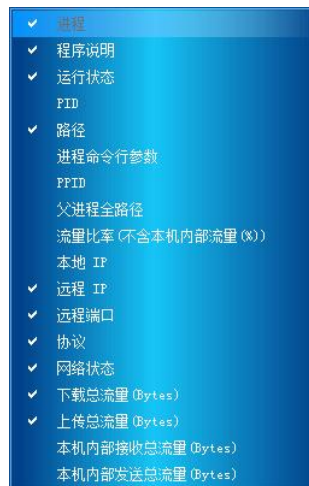 进程
程序说明
运行状态
PID
路径
进程命令行参数
PPID
父进程全路径
流量比率(不含本机内部流量(%))
本地 IP
远程 IP
远程端口
协议
网络状态
下载总流量(Bytes)
上传总流量(Bytes)
本机内部接收总流量(Bytes)
本机内部发送总流量(Bytes)